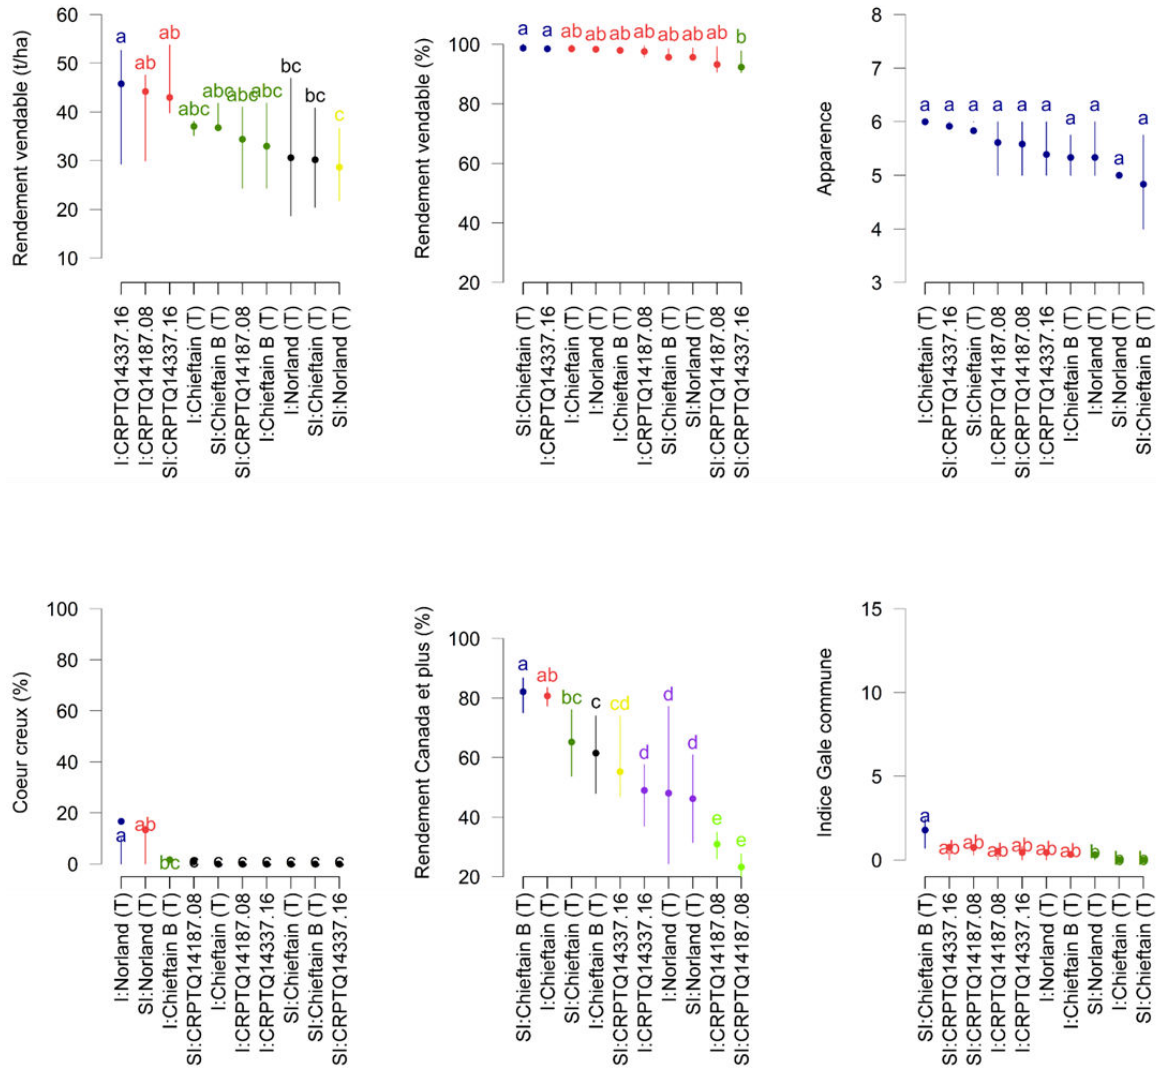 Rendement vendable (t/ha)
60
50
40
30
20
10
a
ab
ab
abc
abc
abc
abc
bc
bc
c
I:CRPTQ14337.16
I:CRPTQ14187.08
SI:CRPTQ14337.16
I:Chieftain (T)
SI:Chieftain B (T)
SI:CRPTQ14187.08
I:Chieftain B (T)
I:Norland (T)
SI:Chieftain (T)
SI:Norland (T)
Rendement vendable (%)
100
80
60
40
20
a
a
ab
ab
ab
ab
ab
ab
ab
b
SI:Chieftain (T)
I:CRPTQ14337.16
I:Chieftain (T)
I:Norland (T)
I:Chieftain B (T)
I:CRPTQ14187.08
SI:Chieftain B (T)
SI:Norland (T)
SI:CRPTQ14187.08
SI:CRPTQ14337.16
Apparence
8
7
6
5
4
3
a
a
a
a
a
a
a
a
a
a
I:Chieftain (T)
SI:CRPTQ14337.16
SI:Chieftain (T)
I:CRPTQ14187.08
SI:CRPTQ14187.08
I:CRPTQ14337.16
I:Chieftain B (T)
I:Norland (T)
SI:Norland (T)
SI:Chieftain B (T)
Coeur creux (%)
100
80
60
40
20
0
a
ab
bc
c
c
c
c
c
c
c
I:Norland (T)
SI:Norland (T)
I:Chieftain B (T)
SI:CRPTQ14187.08
I:Chieftain (T)
I:CRPTQ14187.08
I:CRPTQ14337.16
SI:Chieftain (T)
SI:Chieftain B (T)
SI:CRPTQ14337.16
Rendement Canada et plus (%)
100
80
60
40
20
a
ab
bc
c
cd
d
d
d
e
e
SI:Chieftain B (T)
I:Chieftain (T)
SI:Chieftain (T)
I:Chieftain B (T)
SI:CRPTQ14337.16
I:CRPTQ14337.16
I:Norland (T)
SI:Norland (T)
I:CRPTQ14187.08
SI:CRPTQ14187.08
Indice Gale commune
15
10
5
0
a
ab
ab
ab
ab
ab
ab
b
b
b
SI:Chieftain B (T)
SI:CRPTQ14337.16
SI:CRPTQ14187.08
I:CRPTQ14187.08
I:CRPTQ14337.16
I:Norland (T)
I:Chieftain B (T)
SI:Norland (T)
I:Chieftain (T)
SI:Chieftain (T)